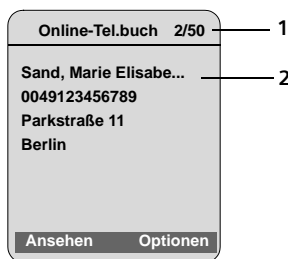 Online-Tel.buch 2/50
1
Sand, Marie Elisabe...
2
0049123456789
Parkstraße 11
Berlin
Ansehen Optionen